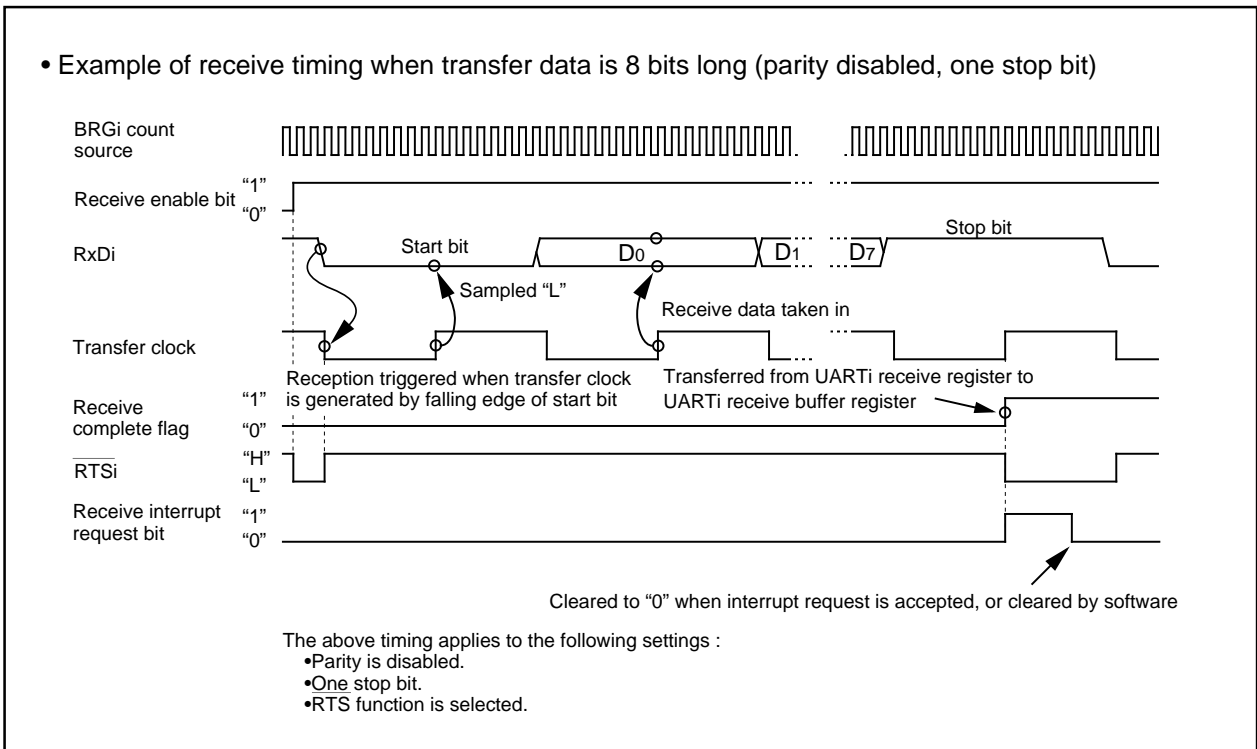 • Example of receive timing when transfer data is 8 bits long (parity disabled, one stop bit)
BRGi count
source
Receive enable bit
“1”
“0”
RxDi
Start bit
D0
D1
D7
Stop bit
Sampled “L”
Receive data taken in
Transfer clock
Reception triggered when transfer clock
is generated by falling edge of start bit
Transferred from UARTi receive register to
UARTi receive buffer register
Receive
complete flag
“1”
“0”
RTSi
“H”
“L”
Receive interrupt
request bit
“1”
“0”
Cleared to “0” when interrupt request is accepted, or cleared by software
The above timing applies to the following settings :
•Parity is disabled.
•One stop bit.
•RTS function is selected.